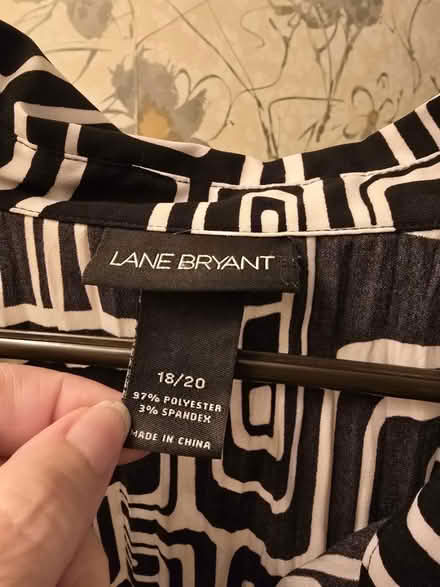 LANE BRYANT
18/20
97% POLYESTER
3% SPANDEX
MADE IN CHINA